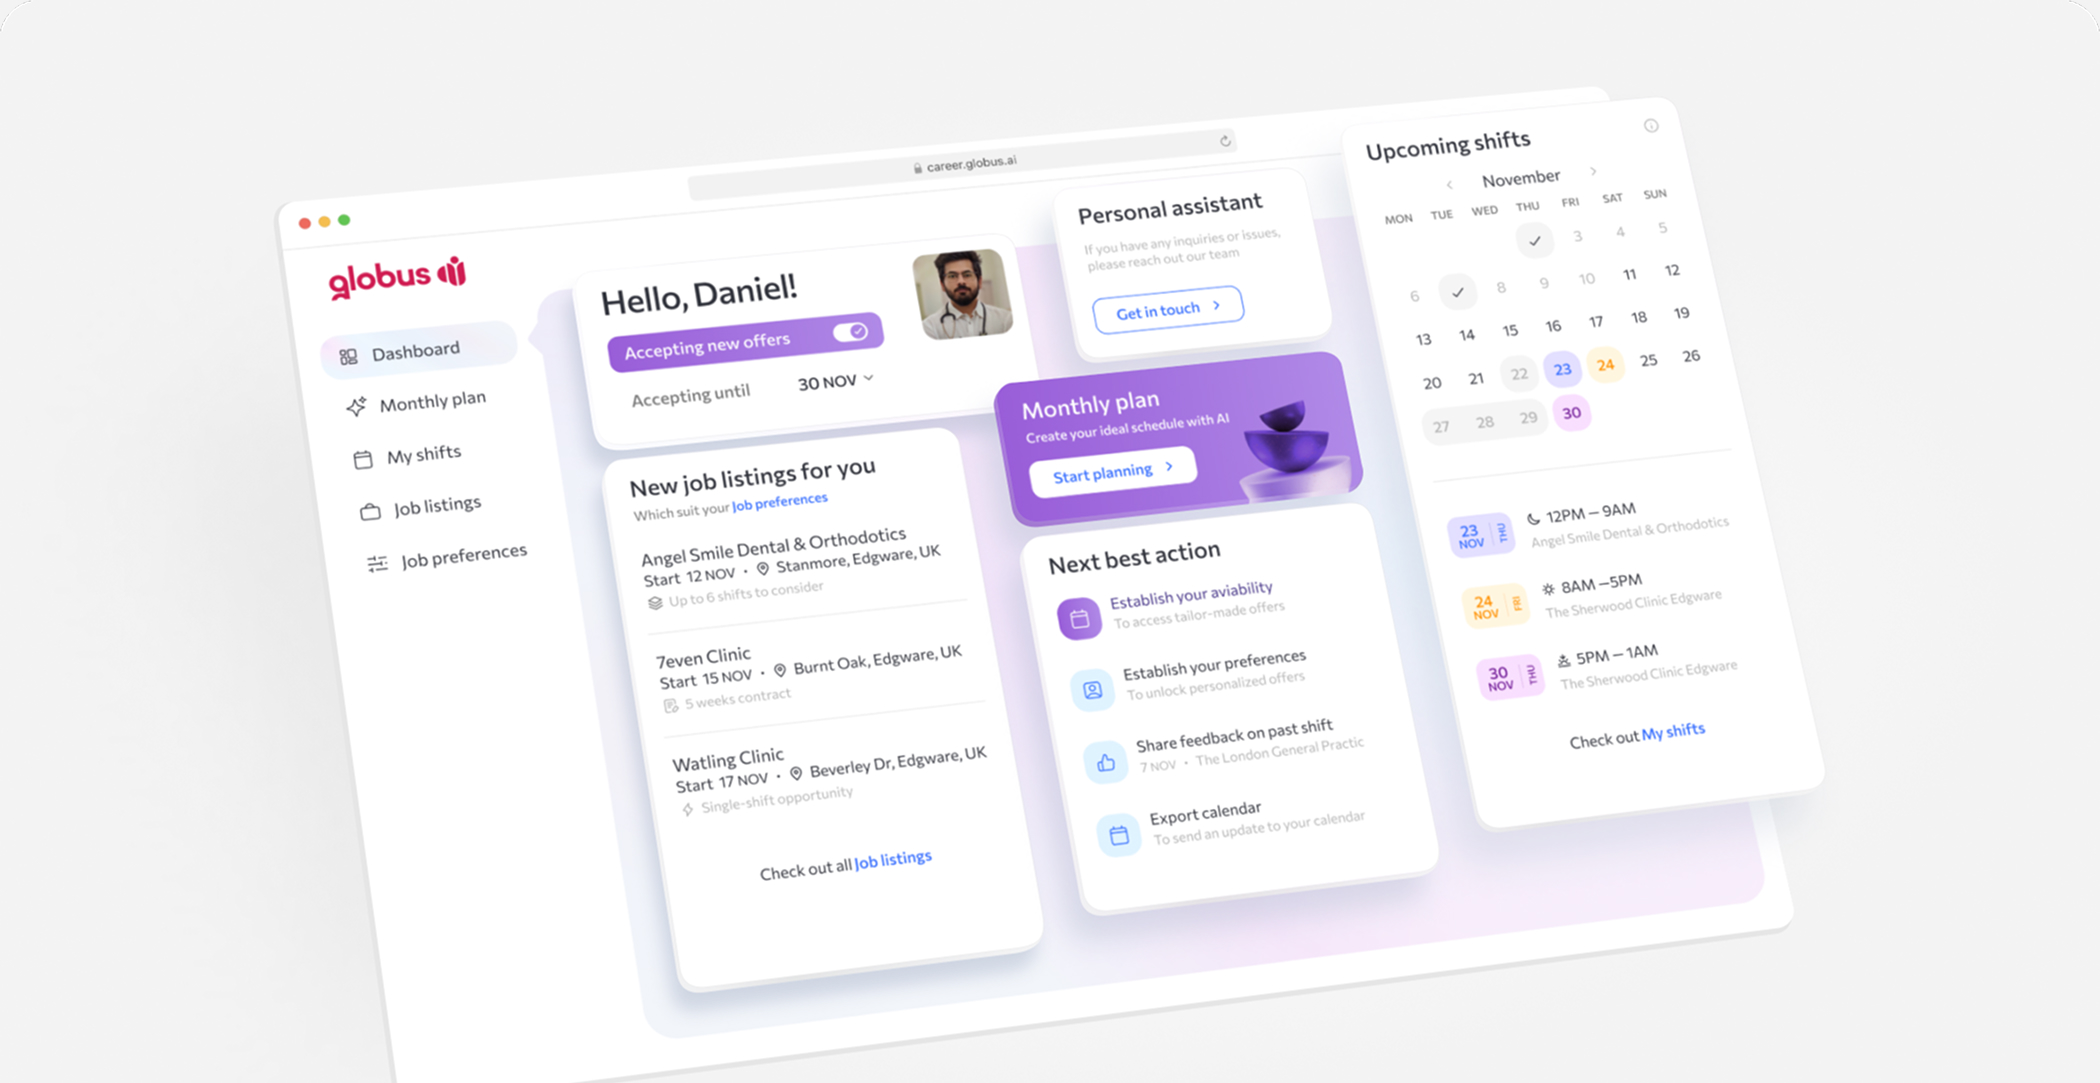 career.globus.ai
globus ai
Dashboard
Monthly plan
My shifts
Job listings
Job preferences
Hello, Daniel!
Accepting new offers
Accepting until 30 NOV
New job listings for you
Which suit your Job preferences
Angel Smile Dental & Orthodotics
Start 12 NOV • Stanmore, Edgware, UK
Up to 6 shifts to consider
7even Clinic
Start 15 NOV • Burnt Oak, Edgware, UK
5 weeks contract
Watling Clinic
Start 17 NOV • Beverley Dr, Edgware, UK
Single-shift opportunity
Check out all Job listings
Personal assistant
If you have any inquiries or issues,
please reach out our team
Get in touch
Monthly plan
Create your ideal schedule with AI
Start planning
Next best action
Establish your aviability
To access tailor-made offers
Establish your preferences
To unlock personalized offers
Share feedback on past shift
7 NOV • The London General Practic
Export calendar
To send an update to your calendar
Upcoming shifts
November
MON TUE WED THU FRI SAT SUN
3 4 5
6 8 9 10 11 12
13 14 15 16 17 18 19
20 21 22 23 24 25 26
27 28 29 30
23 NOV THU
12PM – 9AM
Angel Smile Dental & Orthodotics
24 NOV FRI
8AM –5PM
The Sherwood Clinic Edgware
30 NOV THU
5PM – 1AM
The Sherwood Clinic Edgware
Check out My shifts